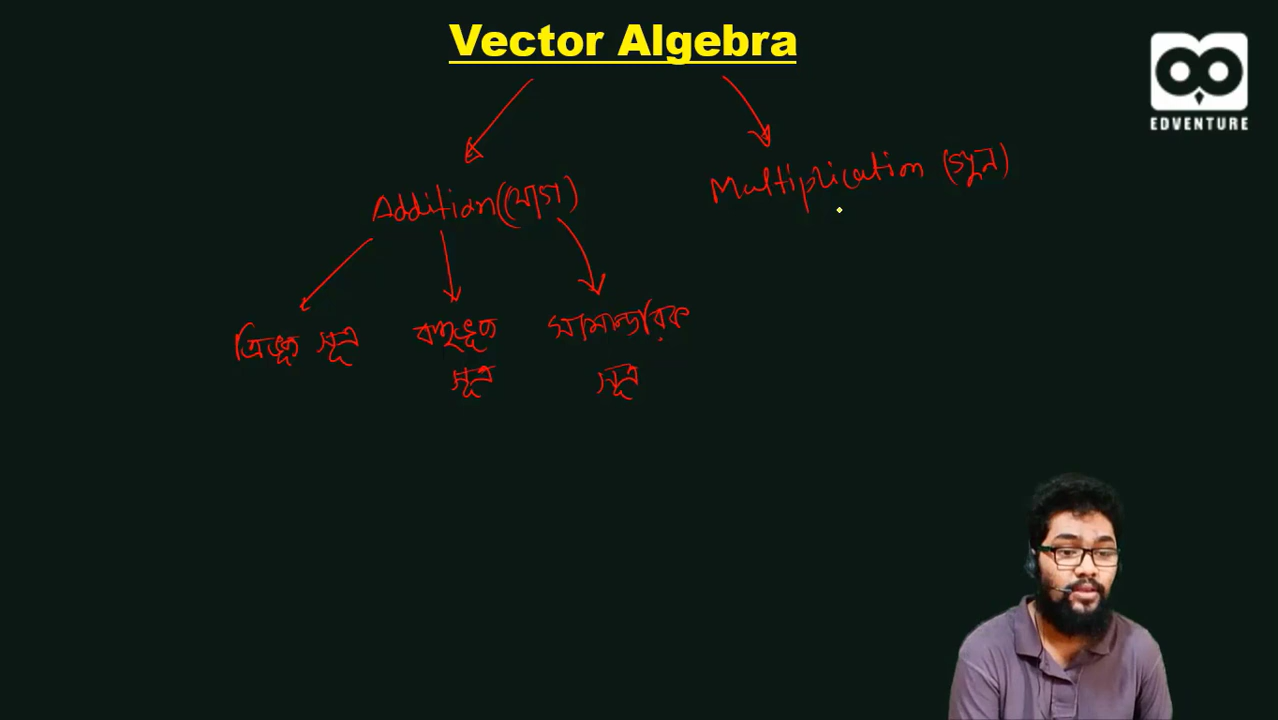 Vector Algebra
EDVENTURE
Addition (যোগ)
Multiplication (গুন)
ত্রিভূজ সূত্র
বহুভূজ
সূত্র
সামান্তরিক
সূত্র